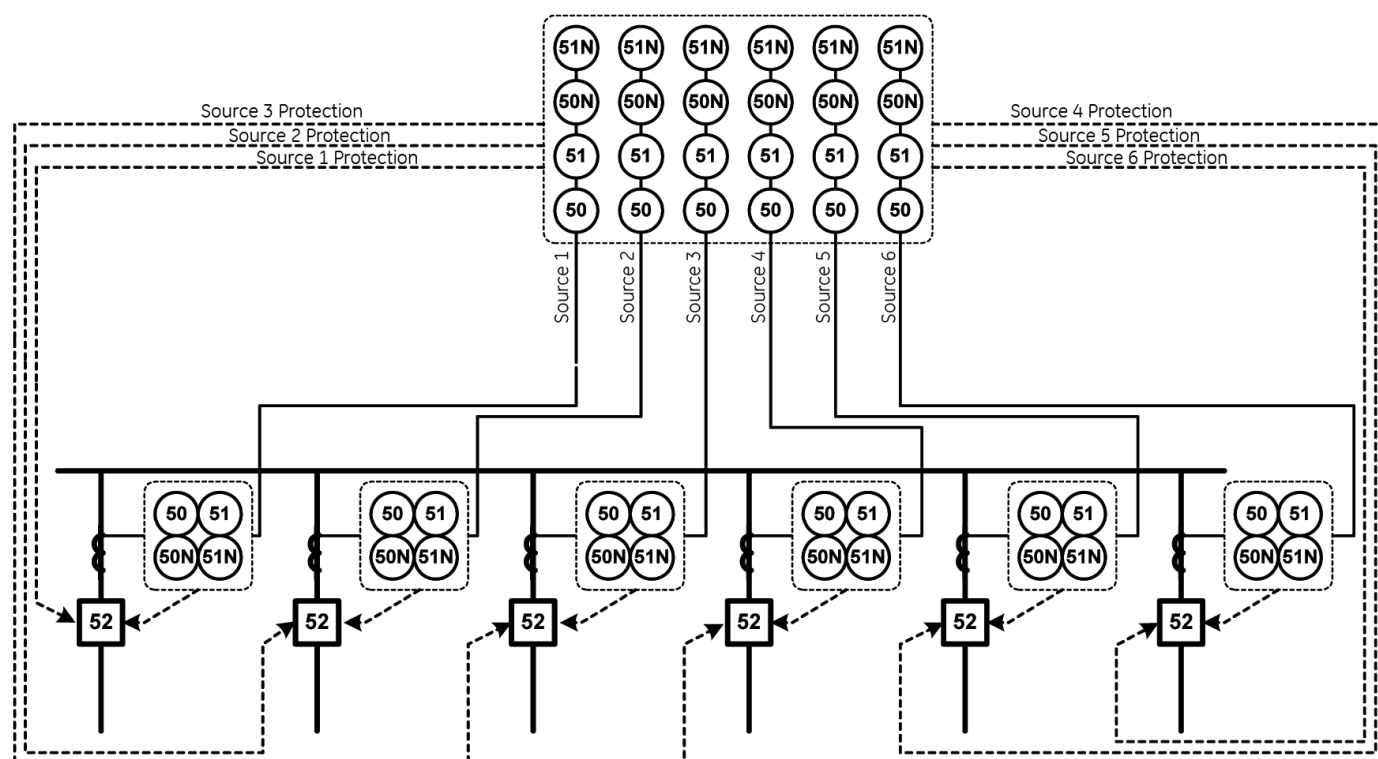 51N 51N 51N 51N 51N 51N
50N 50N 50N 50N 50N 50N
Source 3 Protection
Source 4 Protection
Source 2 Protection
Source 5 Protection
Source 1 Protection
Source 6 Protection
51 51 51 51 51 51
50 50 50 50 50 50
Source 1
Source 2
Source 3
Source 4
Source 5
Source 6
50 51 50 51 50 51 50 51 50 51 50 51
50N 51N 50N 51N 50N 51N 50N 51N 50N 51N 50N 51N
52 52 52 52 52 52